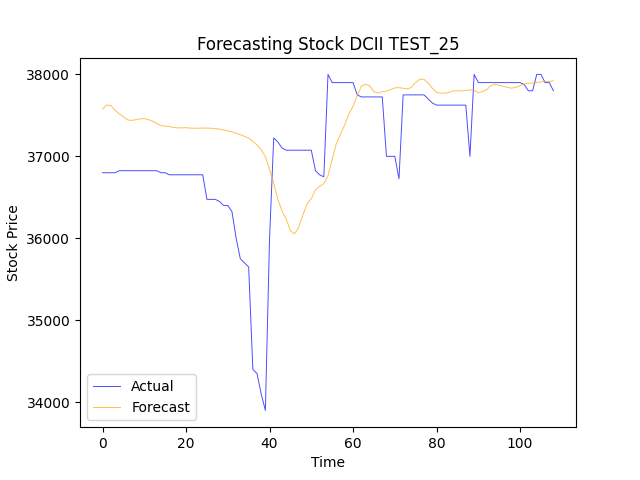 Forecasting Stock DCII TEST_25
38000
37000
36000
35000
34000
Stock Price
Actual
Forecast
0 20 40 60 80 100
Time